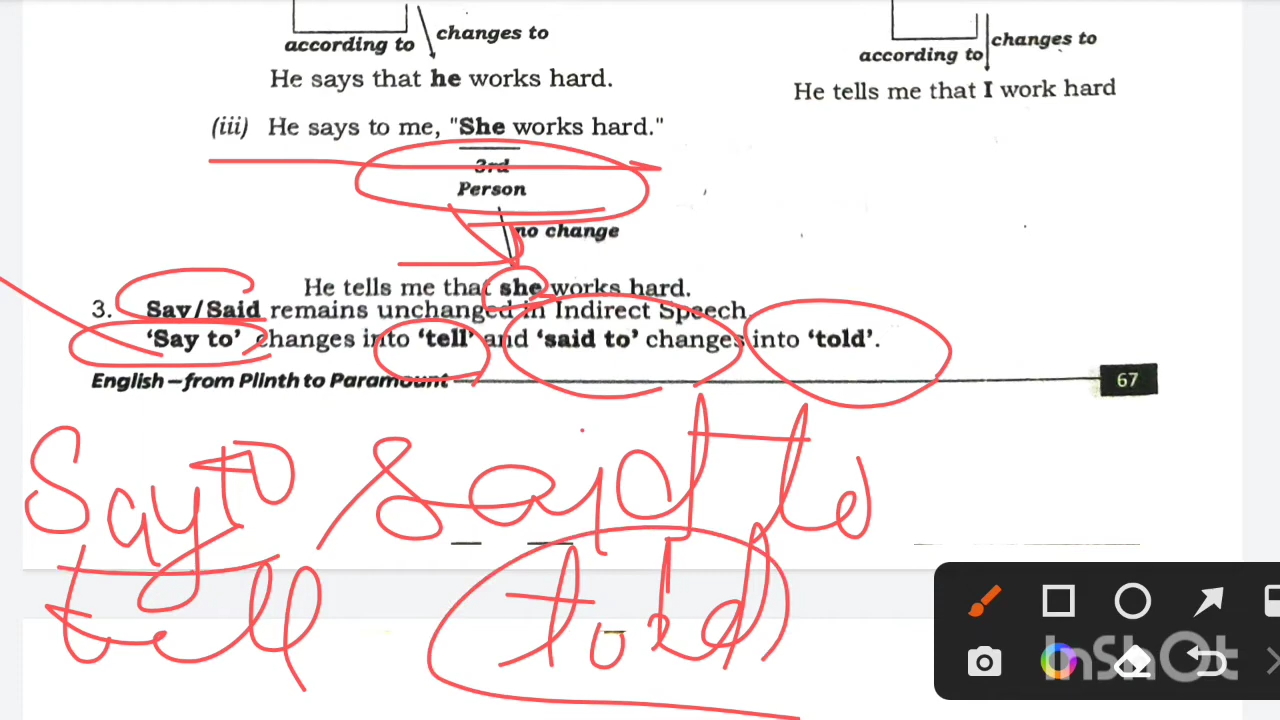 according to changes to
according to changes to
He says that he works hard.
He tells me that I work hard
(iii) He says to me, "She works hard."
3rd
Person
no change
He tells me that she works hard.
3. Say/Said remains unchanged in Indirect Speech.
'Say to' changes into 'tell' and 'said to' changes into 'told'.
English—from Plinth to Paramount 67
Say to said to
tell told
InShOt